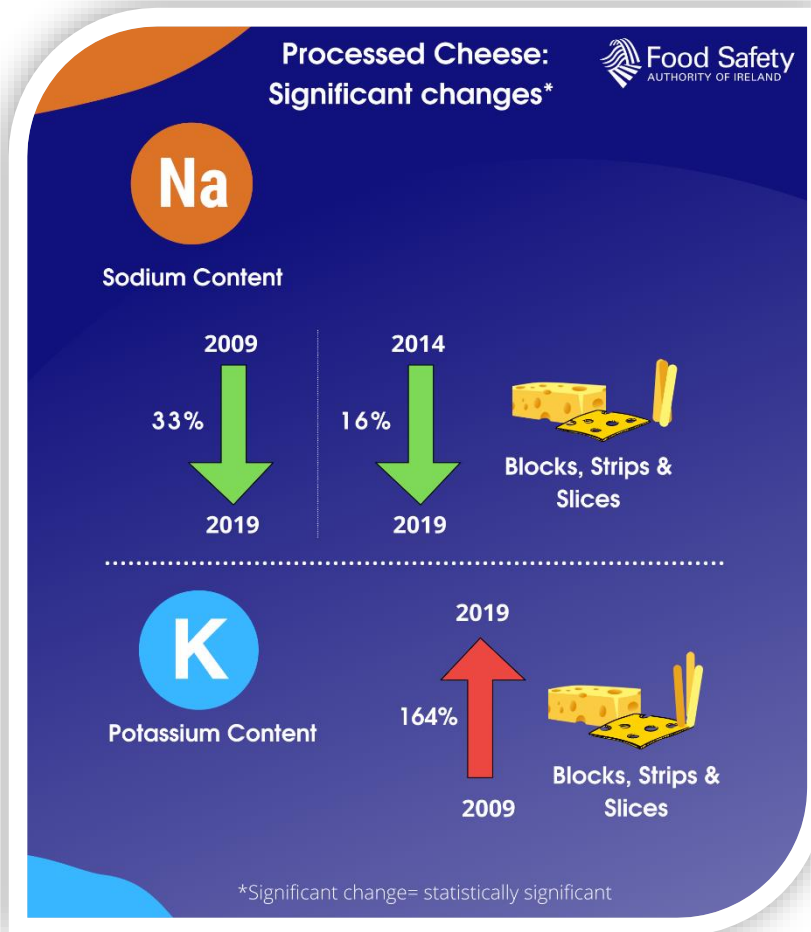 Processed Cheese:
Significant changes*
Food Safety
AUTHORITY OF IRELAND
Na
Sodium Content
2009
33%
2019
2014
16%
2019
Blocks, Strips &
Slices
K
Potassium Content
2019
164%
2009
Blocks, Strips &
Slices
*Significant change= statistically significant